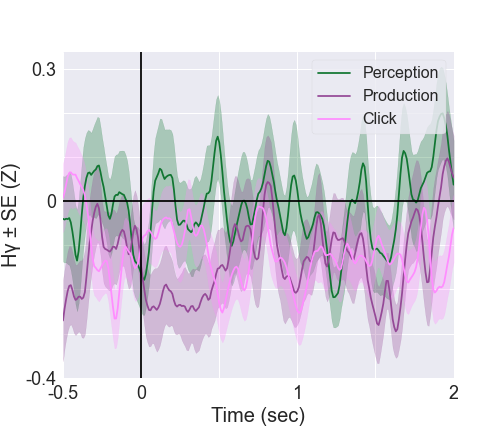 Perception
Production
Click
0.3
0
-0.4
-0.5
0
1
2
Hγ ± SE (Z)
Time (sec)